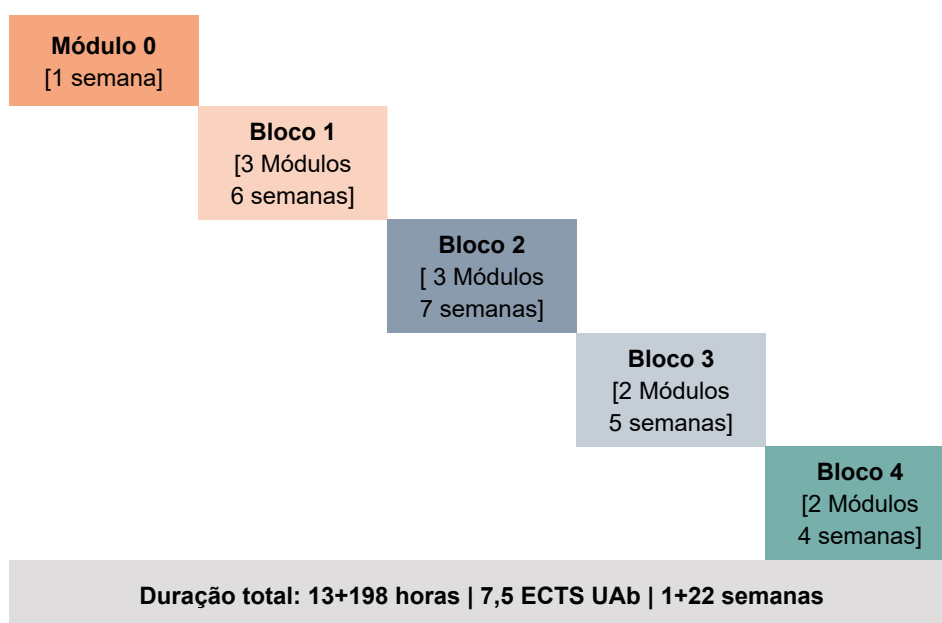 Módulo 0
[1 semana]
Bloco 1
[3 Módulos
6 semanas]
Bloco 2
[ 3 Módulos
7 semanas]
Bloco 3
[2 Módulos
5 semanas]
Bloco 4
[2 Módulos
4 semanas]
Duração total: 13+198 horas | 7,5 ECTS UAb | 1+22 semanas